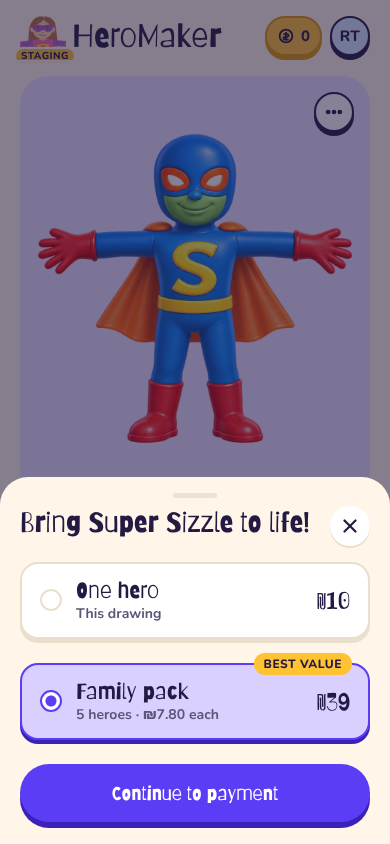 HeroMaker
STAGING
0
RT
S
Bring Super Sizzle to life!
One hero
This drawing
₪10
BEST VALUE
Family pack
5 heroes · ₪7.80 each
₪39
Continue to payment